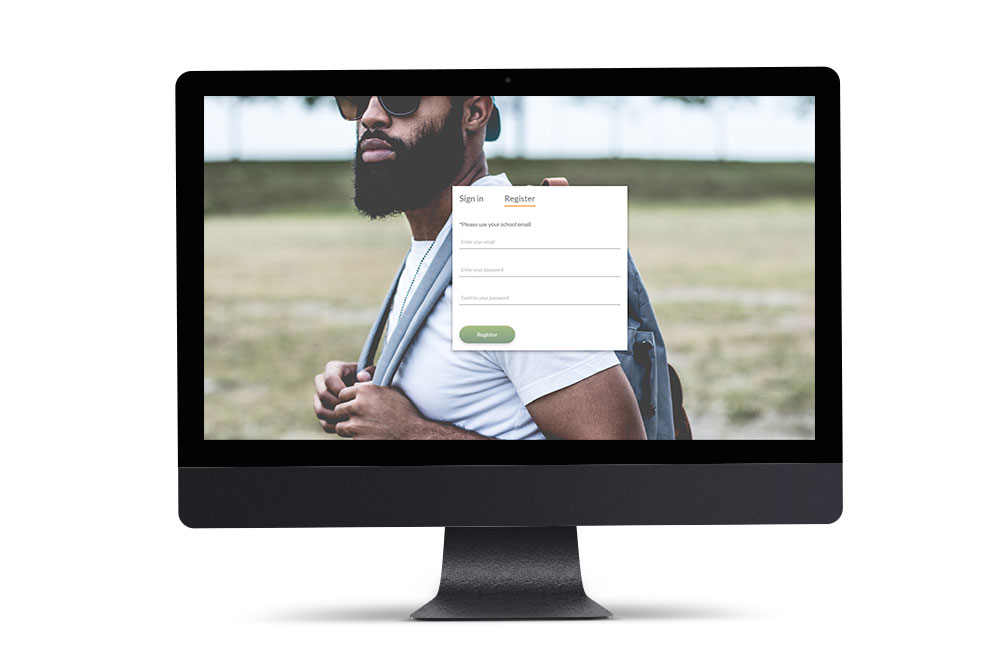 Sign in Register
*Please use your school email
Enter your email
Enter your password
Confirm your password
Register